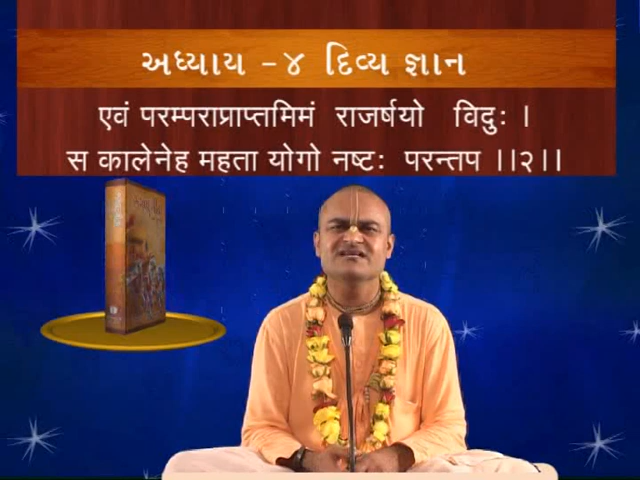 અધ્યાય -૪ દિવ્ય જ્ઞાન
एवं परम्पराप्राप्तमिमं राजर्षयो विदुः ।
स कालेनेह महता योगो नष्टः परन्तप ।।२।।